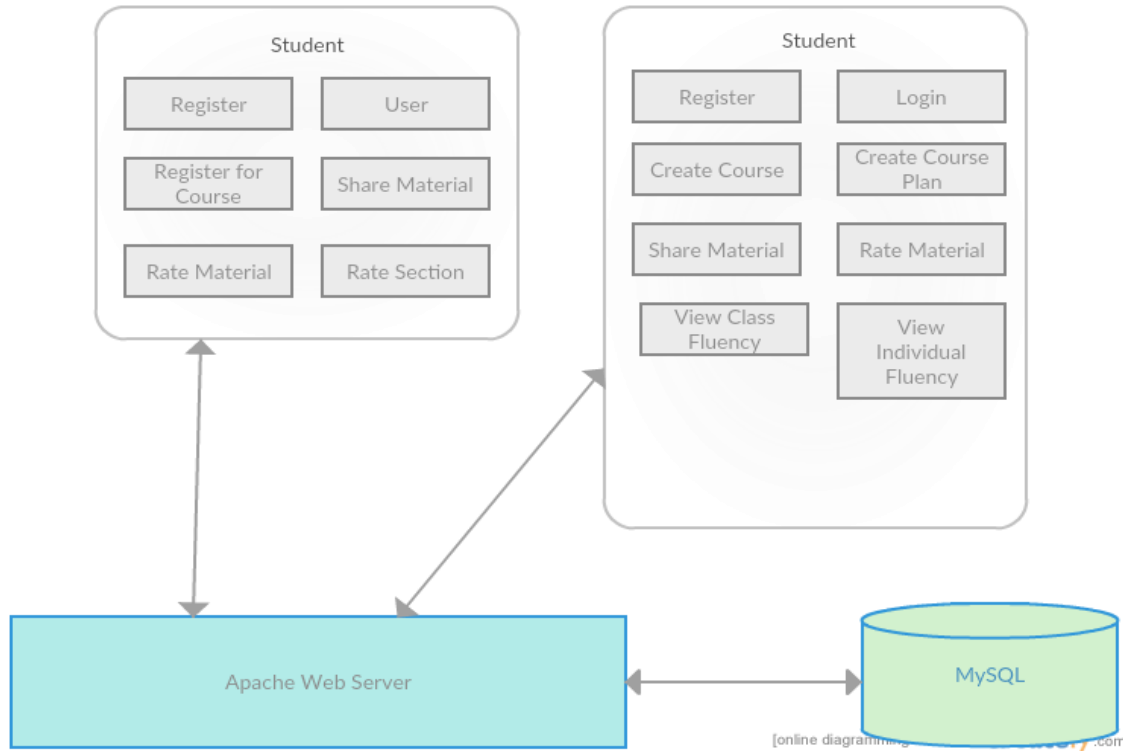 Student
Register
User
Register for
Course
Share Material
Rate Material
Rate Section
Student
Register
Login
Create Course
Create Course
Plan
Share Material
Rate Material
View Class
Fluency
View
Individual
Fluency
Apache Web Server
MySQL
[online diagramming
.com